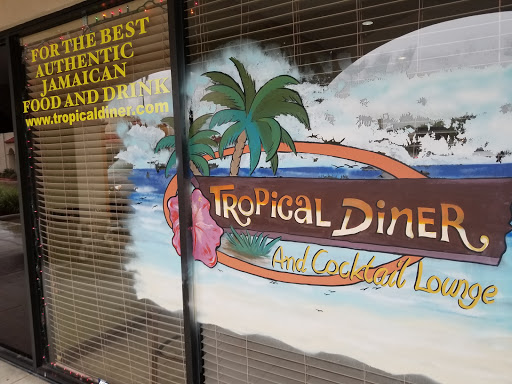 FOR THE BEST
AUTHENTIC
JAMAICAN
FOOD AND DRINK
www.tropicaldiner.com
TROPICAL DINER
And Cocktail Lounge